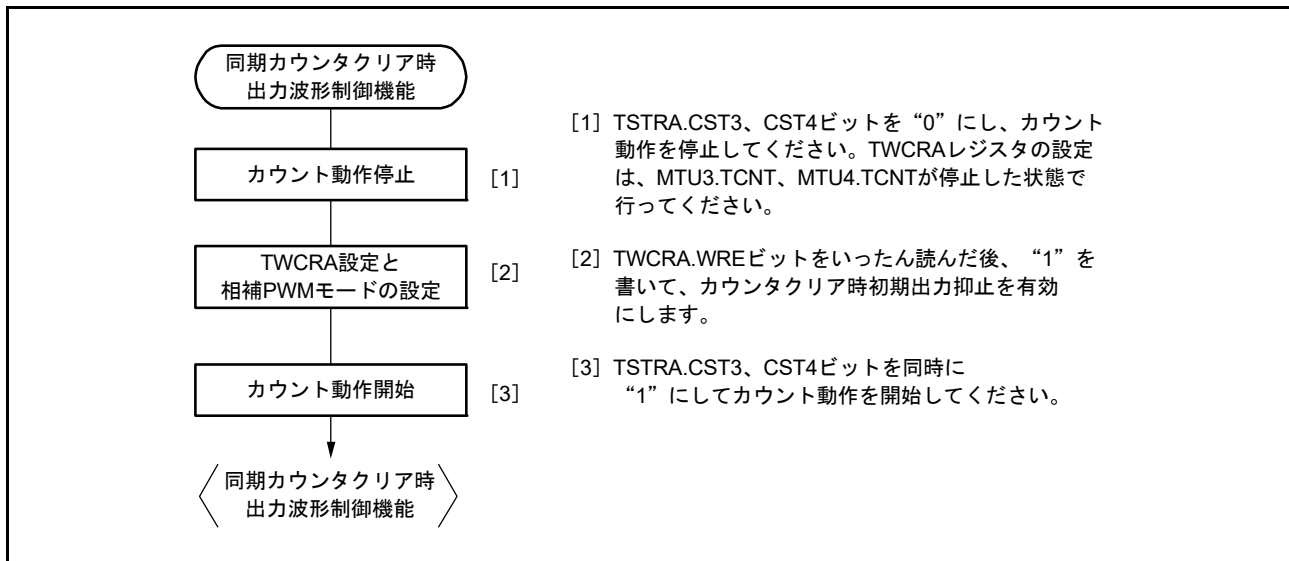 同期カウンタクリア時
出力波形制御機能
カウント動作停止
[1]
[1] TSTRA.CST3、CST4ビットを“0”にし、カウント
動作を停止してください。TWCRAレジスタの設定
は、MTU3.TCNT、MTU4.TCNTが停止した状態で
行ってください。
TWCRA設定と
相補PWMモードの設定
[2]
[2] TWCRA.WREビットをいったん読んだ後、“1”を
書いて、カウンタクリア時初期出力抑止を有効
にします。
カウント動作開始
[3]
[3] TSTRA.CST3、CST4ビットを同時に
“1”にしてカウント動作を開始してください。
同期カウンタクリア時
出力波形制御機能